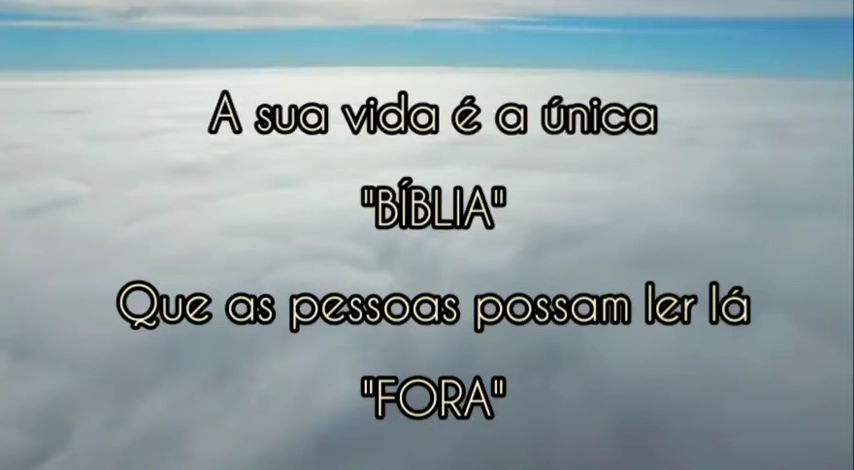 A sua vida é a única
"BÍBLIA"
Que as pessoas possam ler lá
"FORA"